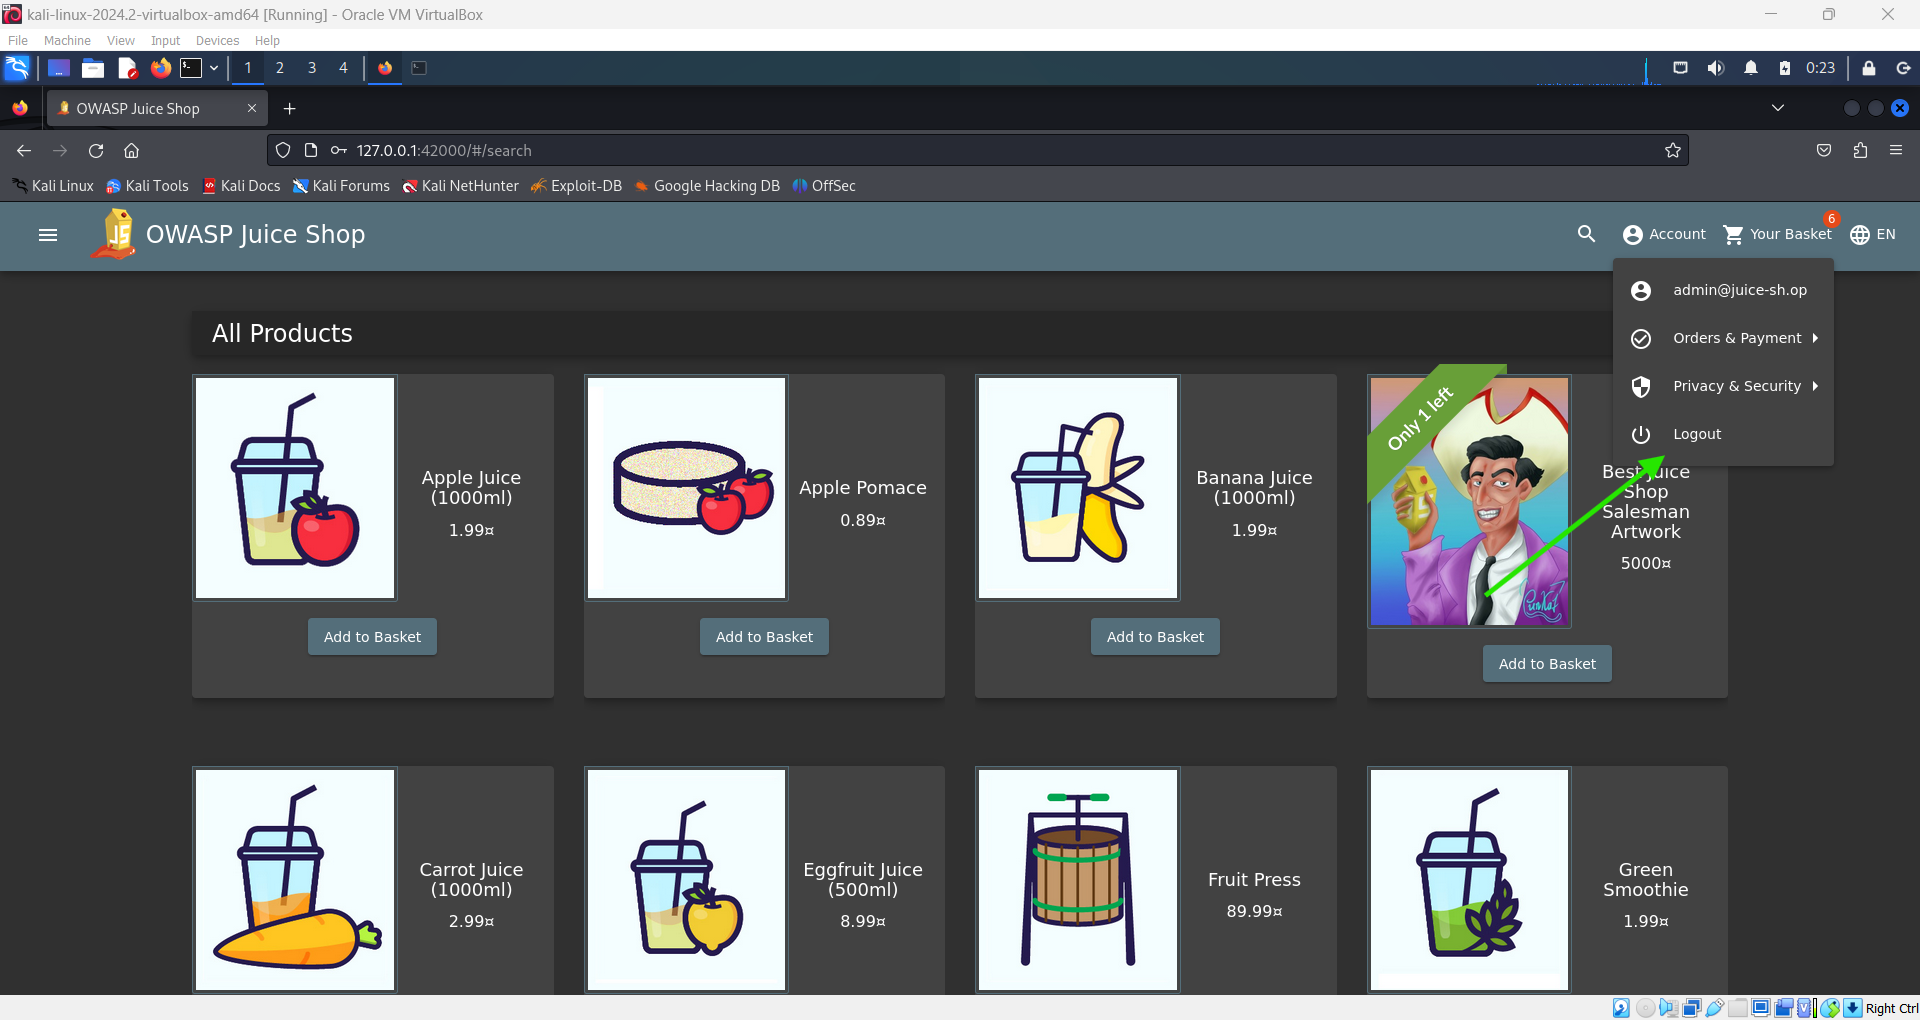 kali-linux-2024.2-virtualbox-amd64 [Running] - Oracle VM VirtualBox
File Machine View Input Devices Help
1 2 3 4 0:23
OWASP Juice Shop
127.0.0.1:42000/#/search
Kali Linux Kali Tools Kali Docs Kali Forums Kali NetHunter Exploit-DB Google Hacking DB OffSec
JS OWASP Juice Shop Account Your Basket 6 EN
admin@juice-sh.op
Orders & Payment
Privacy & Security
Logout
All Products
Apple Juice
(1000ml)
1.99¤
Add to Basket
Apple Pomace
0.89¤
Add to Basket
Banana Juice
(1000ml)
1.99¤
Add to Basket
Only 1 left
Best Juice
Shop
Salesman
Artwork
5000¤
Add to Basket
Carrot Juice
(1000ml)
2.99¤
Eggfruit Juice
(500ml)
8.99¤
Fruit Press
89.99¤
Green
Smoothie
1.99¤
Right Ctrl